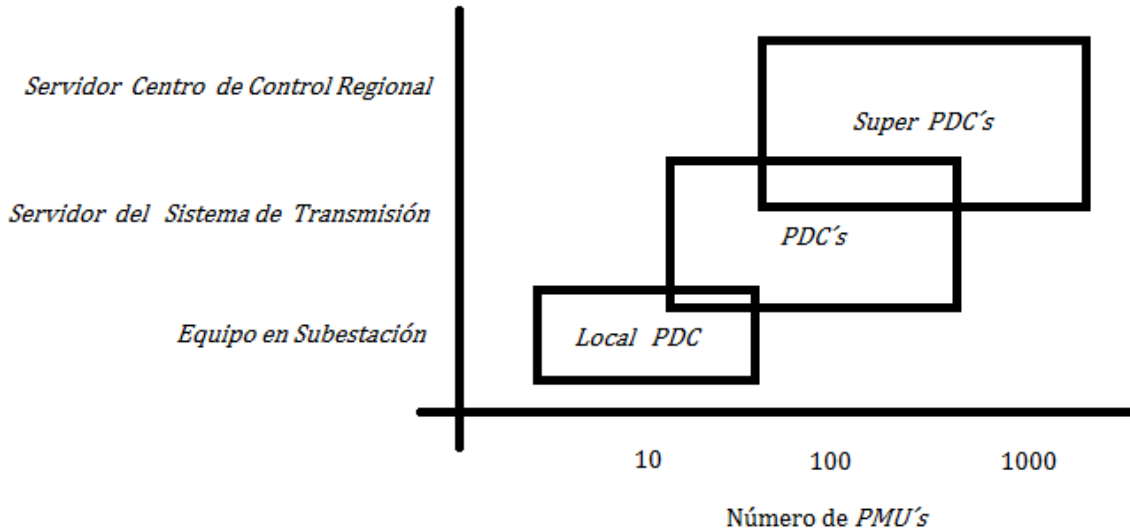 Servidor Centro de Control Regional
Super PDC´s
Servidor del Sistema de Transmisión
PDC´s
Equipo en Subestación
Local PDC
10 100 1000
Número de PMU´s